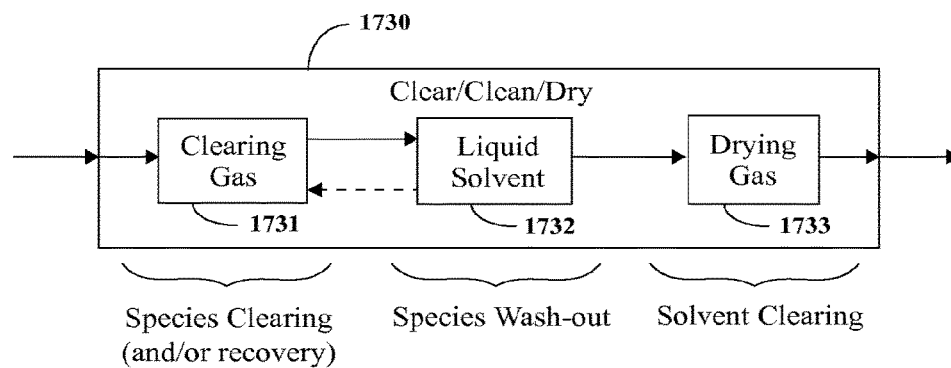 1730
Clear/Clean/Dry
Clearing
Gas
Liquid
Solvent
Drying
Gas
1731
1732
1733
Species Clearing
(and/or recovery)
Species Wash-out
Solvent Clearing